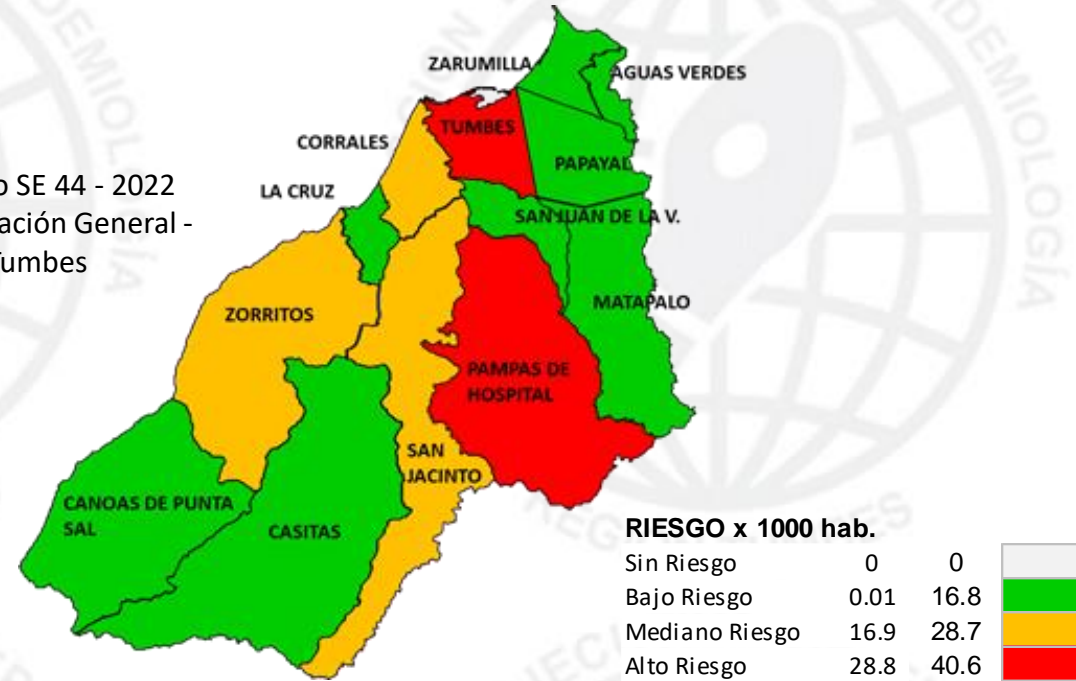 ZARUMILLA
AGUAS VERDES
TUMBES
CORRALES
PAPAYAL
SE 44 - 2022
LA CRUZ
SAN JUAN DE LA V.
General -
Tumbes
MATAPALO
ZORRITOS
PAMPAS DE
HOSPITAL
SAN
JACINTO
CANOAS DE PUNTA
SAL
CASITAS
RIESGO x 1000 hab.
Sin Riesgo 0 0
Bajo Riesgo 0.01 16.8
Mediano Riesgo 16.9 28.7
Alto Riesgo 28.8 40.6